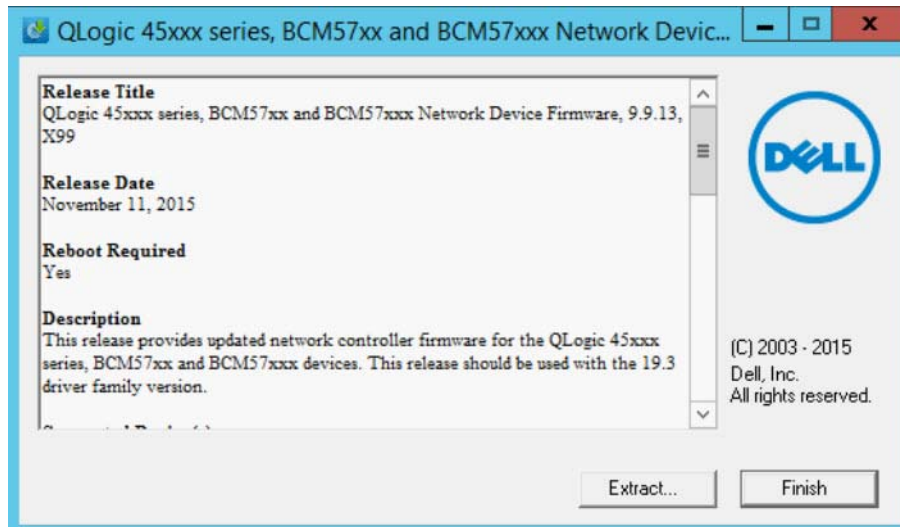 QLogic 45xxx series, BCM57xx and BCM57xxx Network Devic...
Release Title
QLogic 45xxx series, BCM57xx and BCM57xxx Network Device Firmware, 9.9.13,
X99
Release Date
November 11, 2015
Reboot Required
Yes
Description
This release provides updated network controller firmware for the QLogic 45xxx
series, BCM57xx and BCM57xxx devices. This release should be used with the 19.3
driver family version.
DELL
(C) 2003 - 2015
Dell, Inc.
All rights reserved.
Extract...
Finish